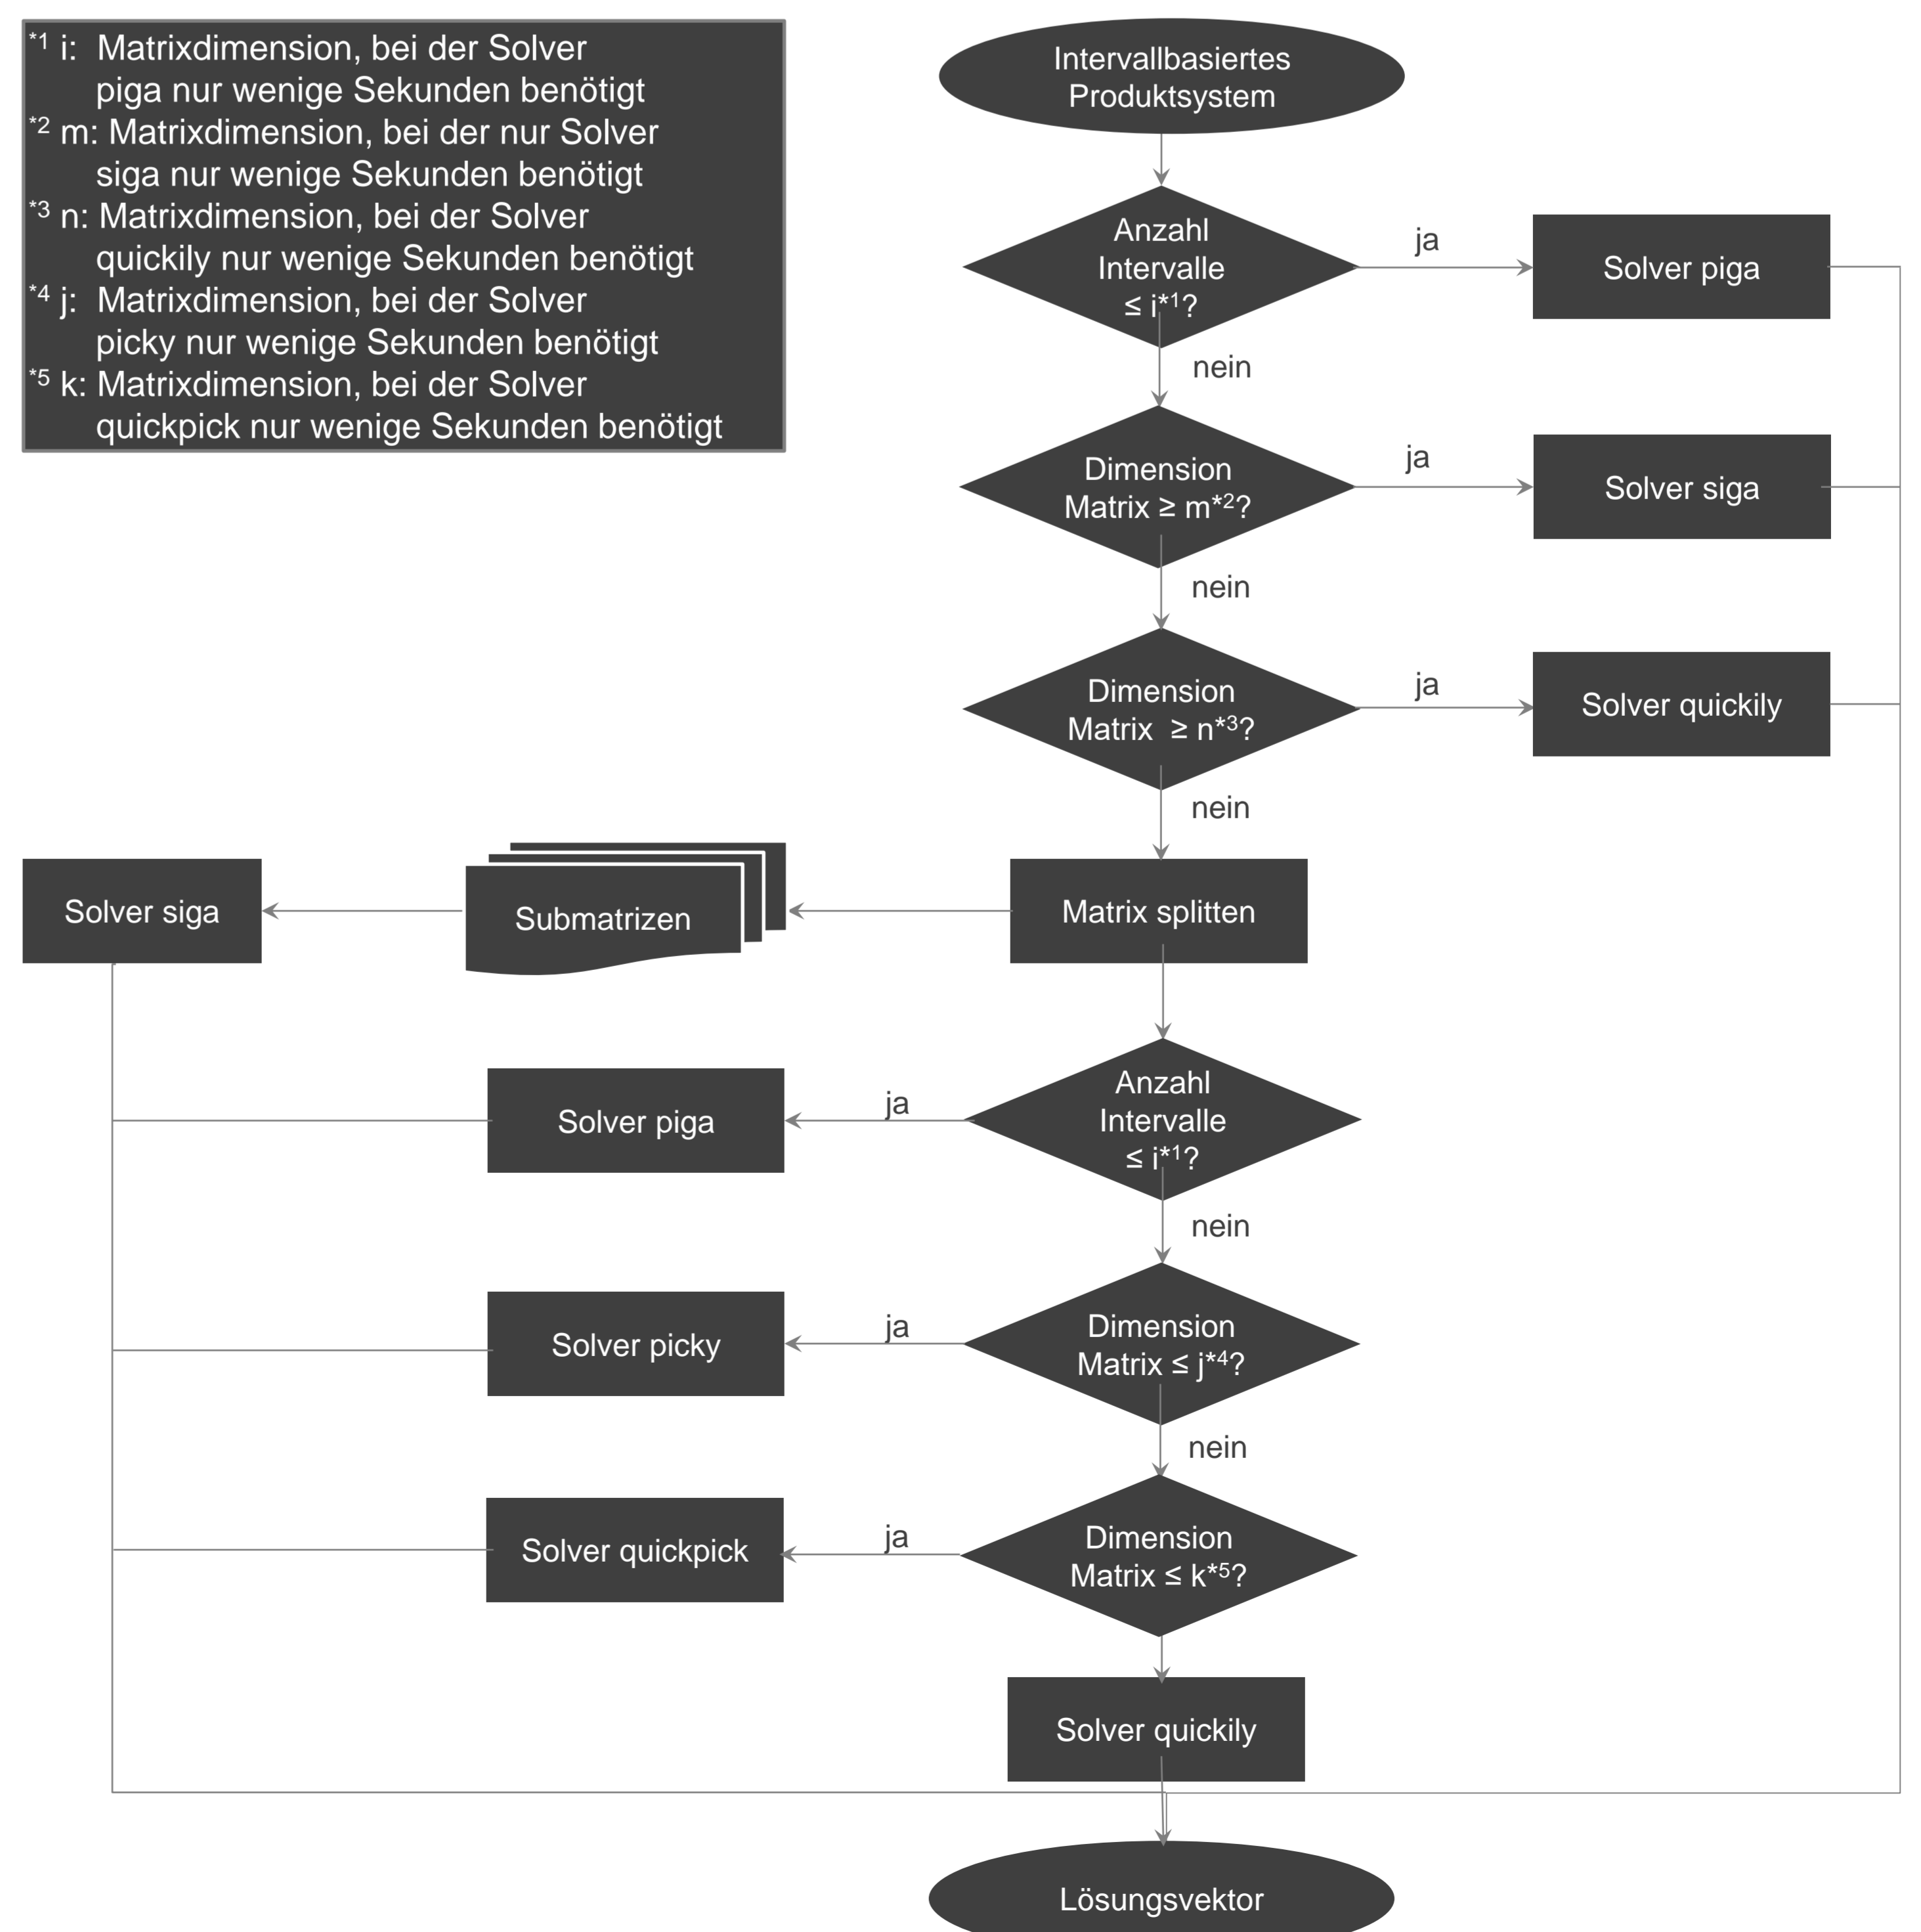 *1 i: Matrixdimension, bei der Solver
piga nur wenige Sekunden benötigt
*2 m: Matrixdimension, bei der nur Solver
siga nur wenige Sekunden benötigt
*3 n: Matrixdimension, bei der Solver
quickily nur wenige Sekunden benötigt
*4 j: Matrixdimension, bei der Solver
picky nur wenige Sekunden benötigt
*5 k: Matrixdimension, bei der Solver
quickpick nur wenige Sekunden benötigt
Intervallbasiertes
Produktsystem
Anzahl
Intervalle
≤ i*1?
ja
Solver piga
nein
Dimension
Matrix ≥ m*2?
ja
Solver siga
nein
Dimension
Matrix ≥ n*3?
ja
Solver quickily
nein
Matrix splitten
Submatrizen
Solver siga
Anzahl
Intervalle
≤ i*1?
ja
Solver piga
nein
Dimension
Matrix ≤ j*4?
ja
Solver picky
nein
Dimension
Matrix ≤ k*5?
ja
Solver quickpick
Solver quickily
Lösungsvektor